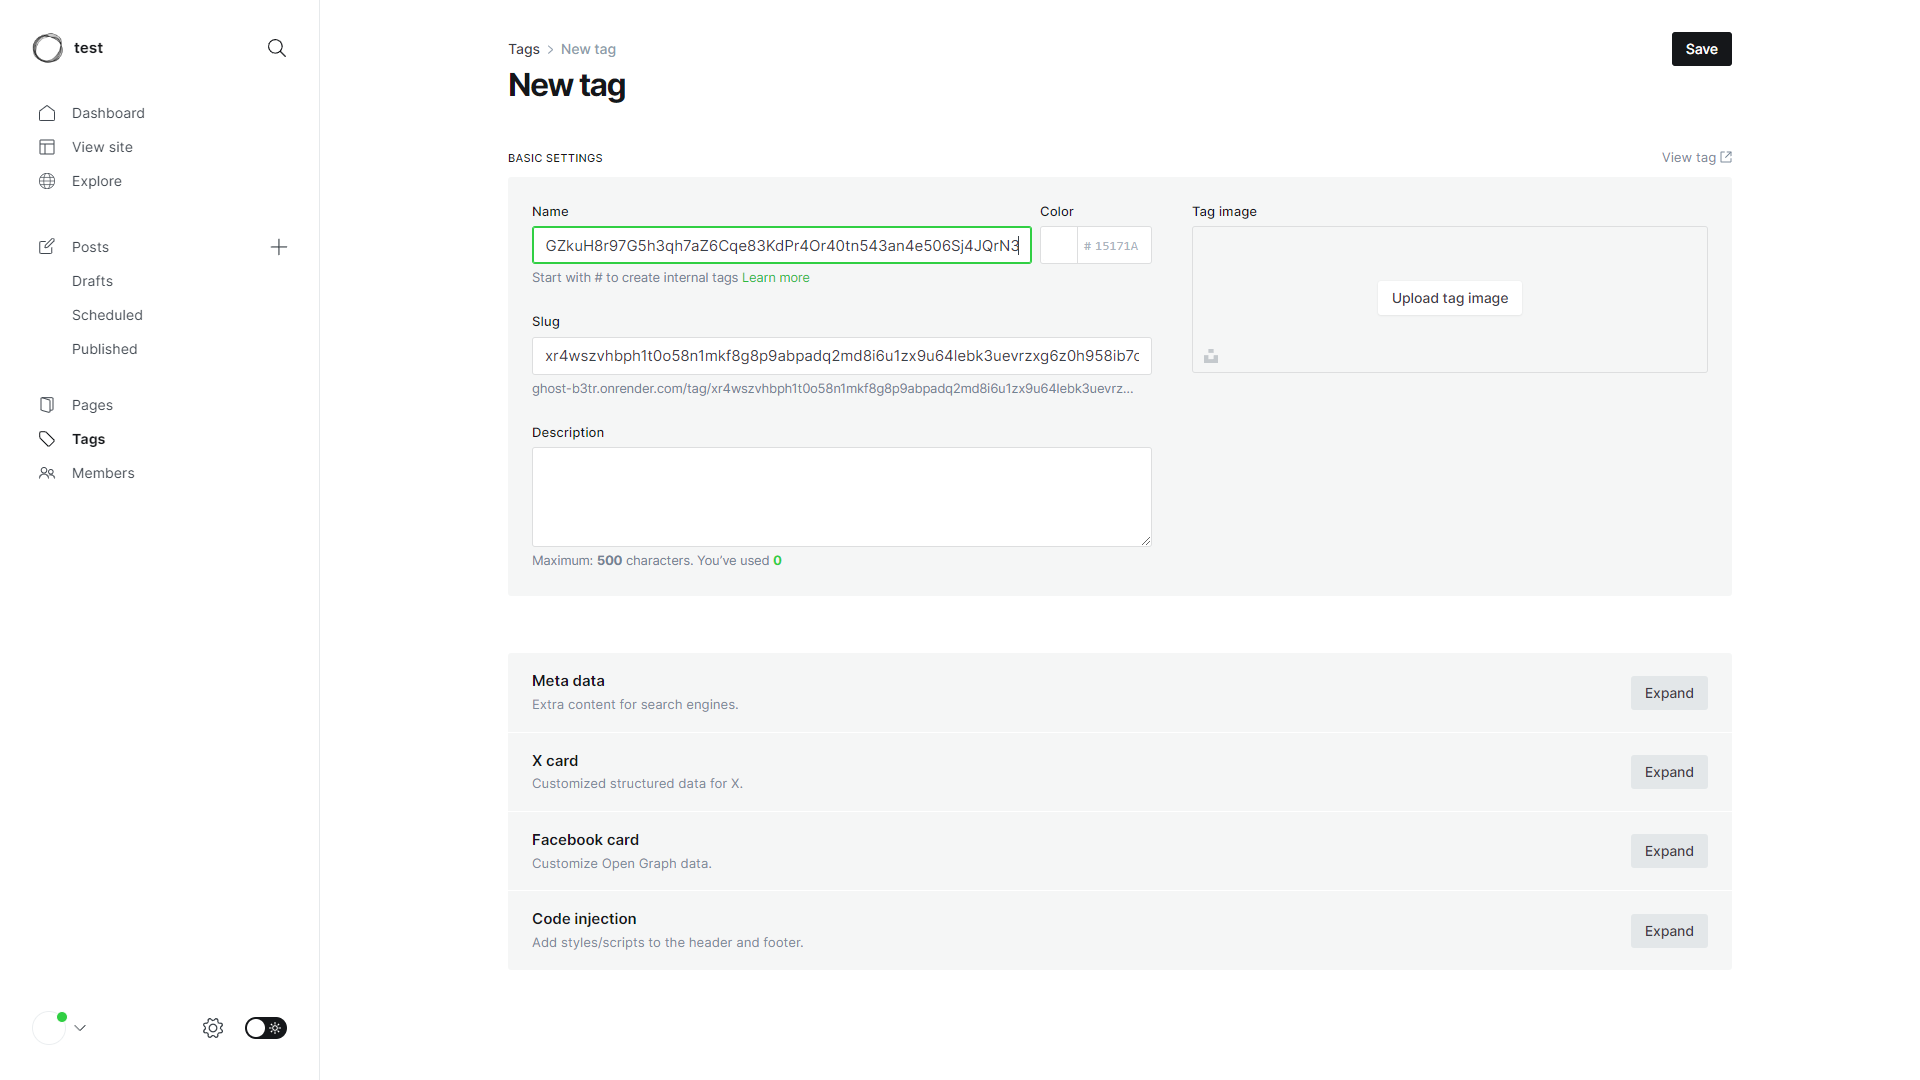 test
Dashboard
View site
Explore
Posts
Drafts
Scheduled
Published
Pages
Tags
Members
Tags > New tag
Save
New tag
BASIC SETTINGS
View tag
Name
GZkuH8r97G5h3qh7aZ6Cqe83KdPr4Or40tn543an4e506Sj4JQrN3
Start with # to create internal tags Learn more
Color
# 15171A
Tag image
Upload tag image
Slug
xr4wszvhbph1t0o58n1mkf8g8p9abpadq2md8i6u1zx9u64lebk3uevrzxg6z0h958ib7c
ghost-b3tr.onrender.com/tag/xr4wszvhbph1t0o58n1mkf8g8p9abpadq2md8i6u1zx9u64lebk3uevrz...
Description
Maximum: 500 characters. You’ve used 0
Meta data
Extra content for search engines.
Expand
X card
Customized structured data for X.
Expand
Facebook card
Customize Open Graph data.
Expand
Code injection
Add styles/scripts to the header and footer.
Expand